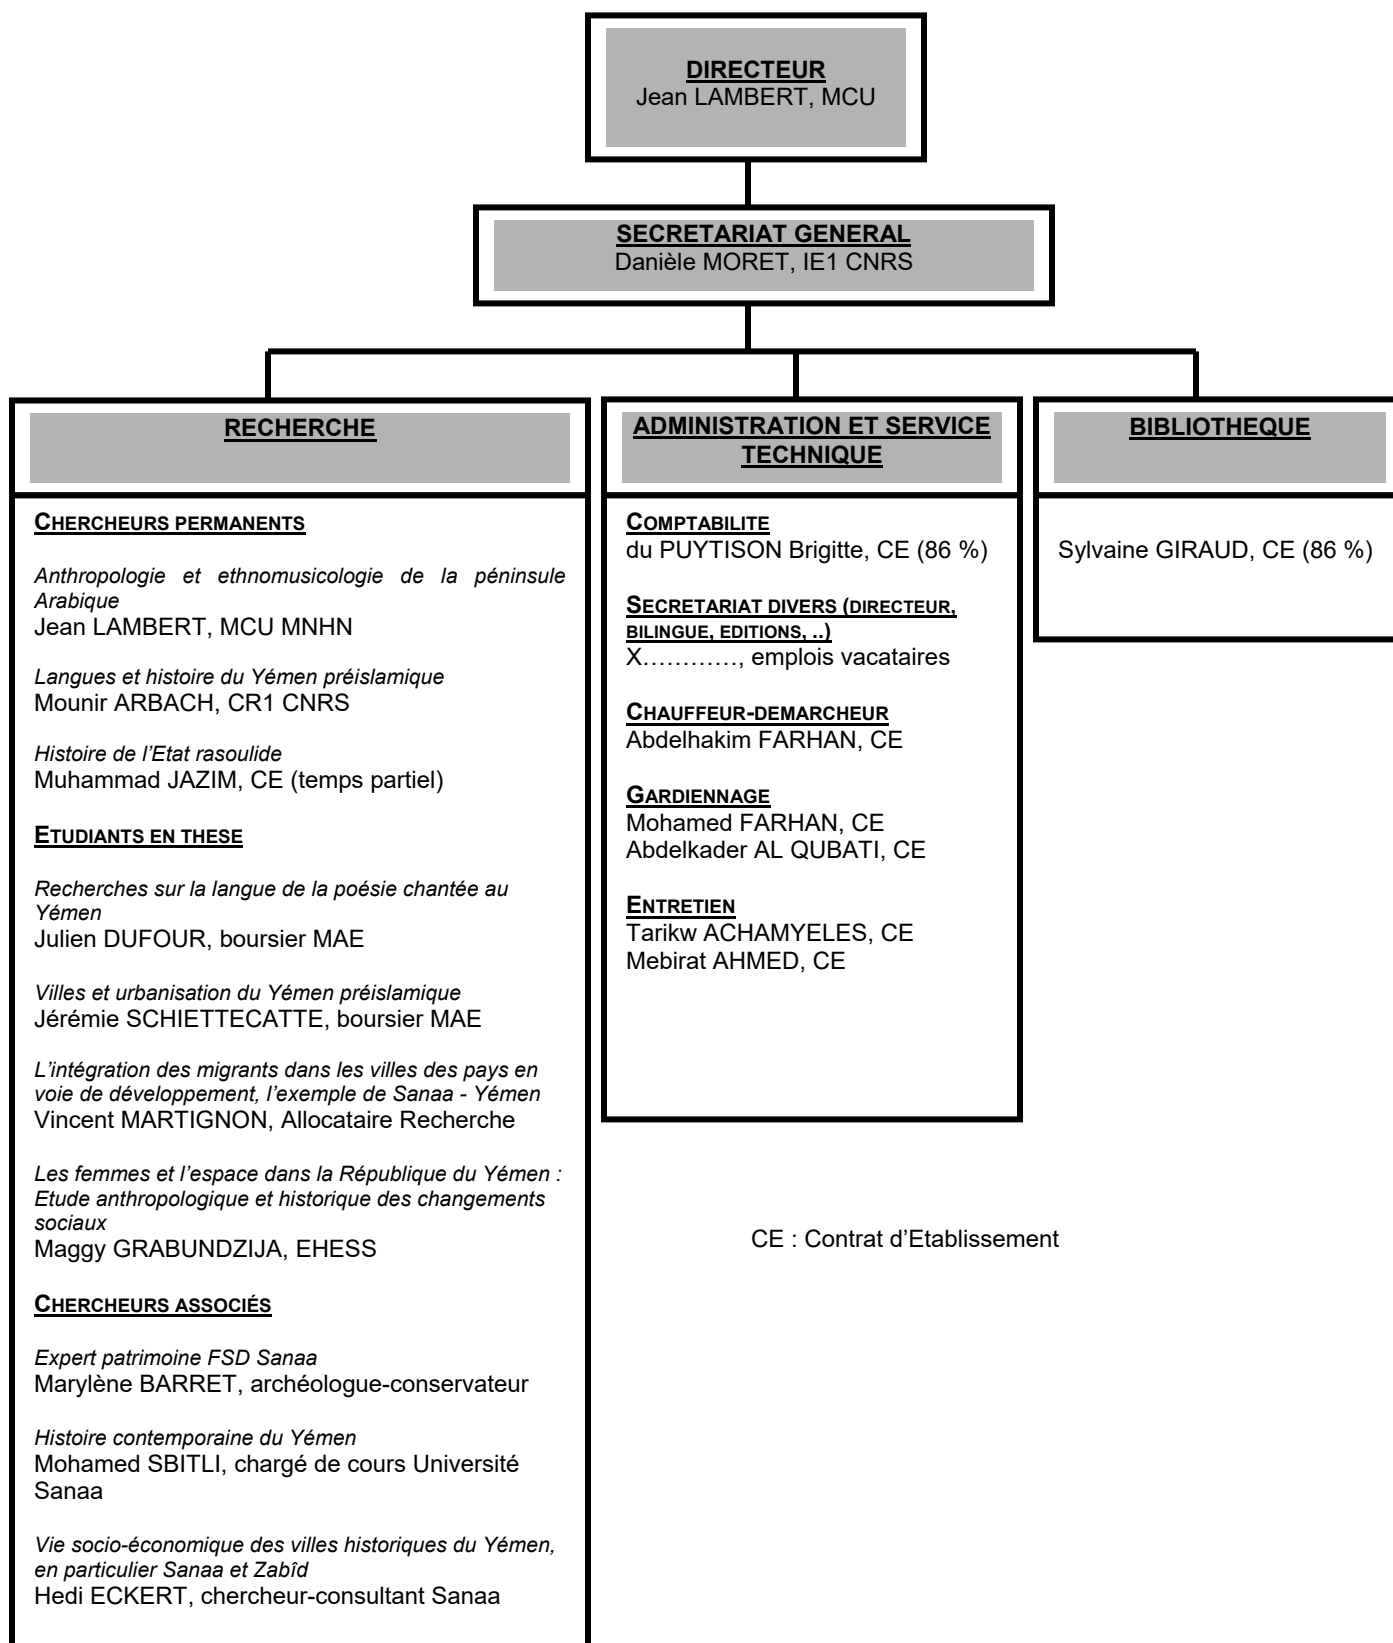 DIRECTEUR
Jean LAMBERT, MCU
SECRETARIAT GENERAL
Danièle MORET, IE1 CNRS
RECHERCHE
CHERCHEURS PERMANENTS
Anthropologie et ethnomusicologie de la péninsule
Arabique
Jean LAMBERT, MCU MNHN
Langues et histoire du Yémen préislamique
Mounir ARBACH, CR1 CNRS
Histoire de l'Etat rasoulide
Muhammad JAZIM, CE (temps partiel)
ETUDIANTS EN THESE
Recherches sur la langue de la poésie chantée au
Yémen
Julien DUFOUR, boursier MAE
Villes et urbanisation du Yémen préislamique
Jérémie SCHIETTECATTE, boursier MAE
L'intégration des migrants dans les villes des pays en
voie de développement, l'exemple de Sanaa - Yémen
Vincent MARTIGNON, Allocataire Recherche
Les femmes et l'espace dans la République du Yémen :
Etude anthropologique et historique des changements
sociaux
Maggy GRABUNDZIJA, EHESS
CHERCHEURS ASSOCIÉS
Expert patrimoine FSD Sanaa
Marylène BARRET, archéologue-conservateur
Histoire contemporaine du Yémen
Mohamed SBITLI, chargé de cours Université
Sanaa
Vie socio-économique des villes historiques du Yémen,
en particulier Sanaa et Zabîd
Hedi ECKERT, chercheur-consultant Sanaa
ADMINISTRATION ET SERVICE
TECHNIQUE
COMPTABILITE
du PUYTISON Brigitte, CE (86 %)
SECRETARIAT DIVERS (DIRECTEUR,
BILINGUE, EDITIONS, ..)
X…………, emplois vacataires
CHAUFFEUR-DEMARCHEUR
Abdelhakim FARHAN, CE
GARDIENNAGE
Mohamed FARHAN, CE
Abdelkader AL QUBATI, CE
ENTRETIEN
Tarikw ACHAMYELES, CE
Mebirat AHMED, CE
BIBLIOTHEQUE
Sylvaine GIRAUD, CE (86 %)
CE : Contrat d'Etablissement